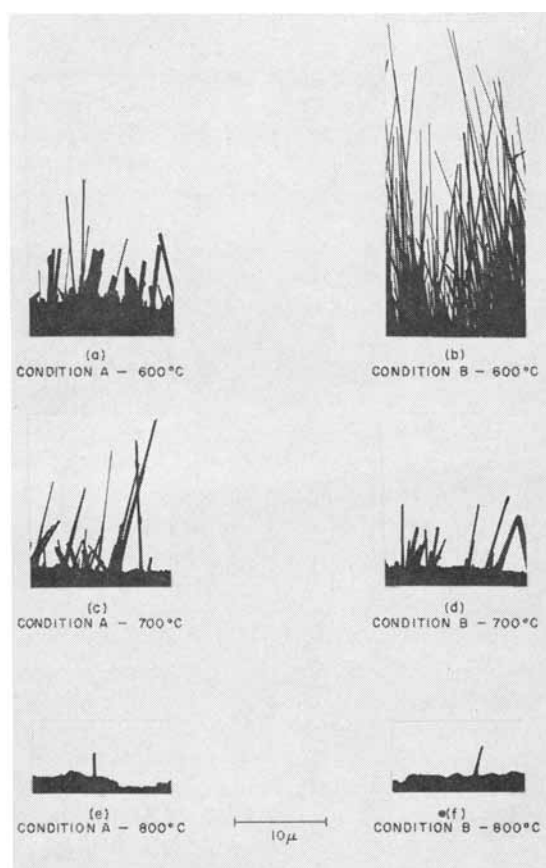 (a)
CONDITION A - 600°C
(b)
CONDITION B - 600°C
(c)
CONDITION A - 700°C
(d)
CONDITION B - 700°C
(e)
CONDITION A - 800°C
10μ
(f)
CONDITION B - 800°C